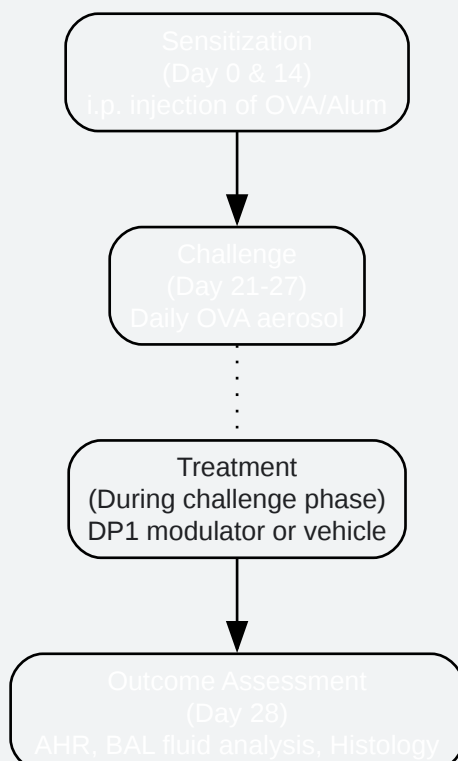 Sensitization
(Day 0 & 14)
i.p. injection of OVA/Alum
Challenge
(Day 21-27)
Daily OVA aerosol
Treatment
(During challenge phase)
DP1 modulator or vehicle
Outcome Assessment
(Day 28)
AHR, BAL fluid analysis, Histology